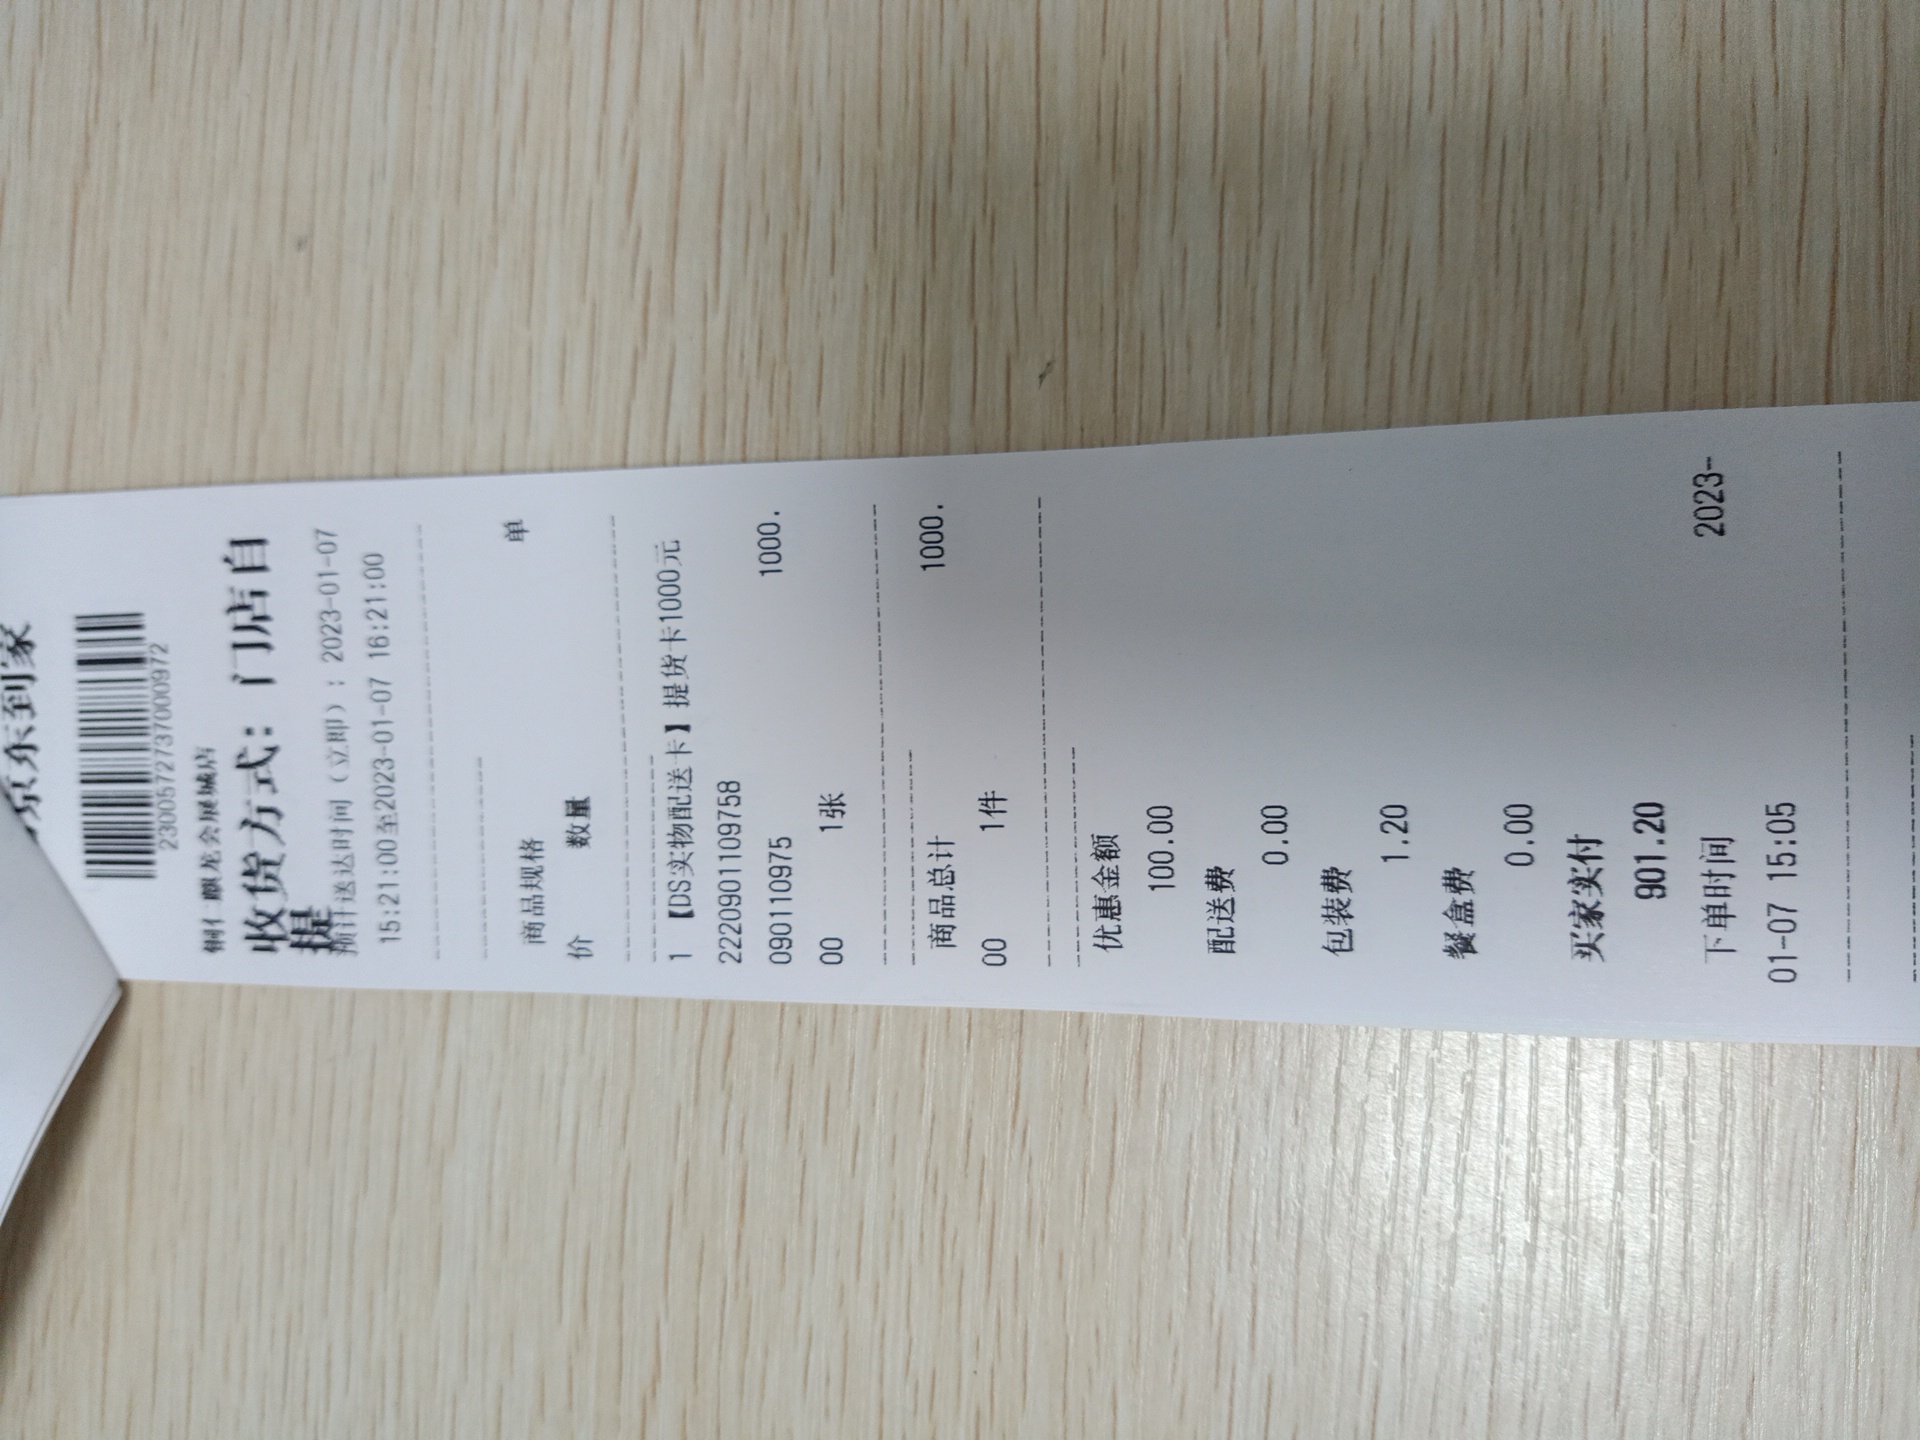 京东到家
2300572737000972
铜仁麒龙会展城店
收货方式：门店自
提
预计送达时间（立即）：2023-01-07
15:21:00至2023-01-07 16:21:00
商品规格 单
价 数量
1 【DS实物配送卡】提货卡1000元
2220901109758
090110975 1000.
00 1张
商品总计 1000.
00 1件
优惠金额
100.00
配送费
0.00
包装费
1.20
餐盒费
0.00
买家实付
901.20
下单时间 2023-
01-07 15:05